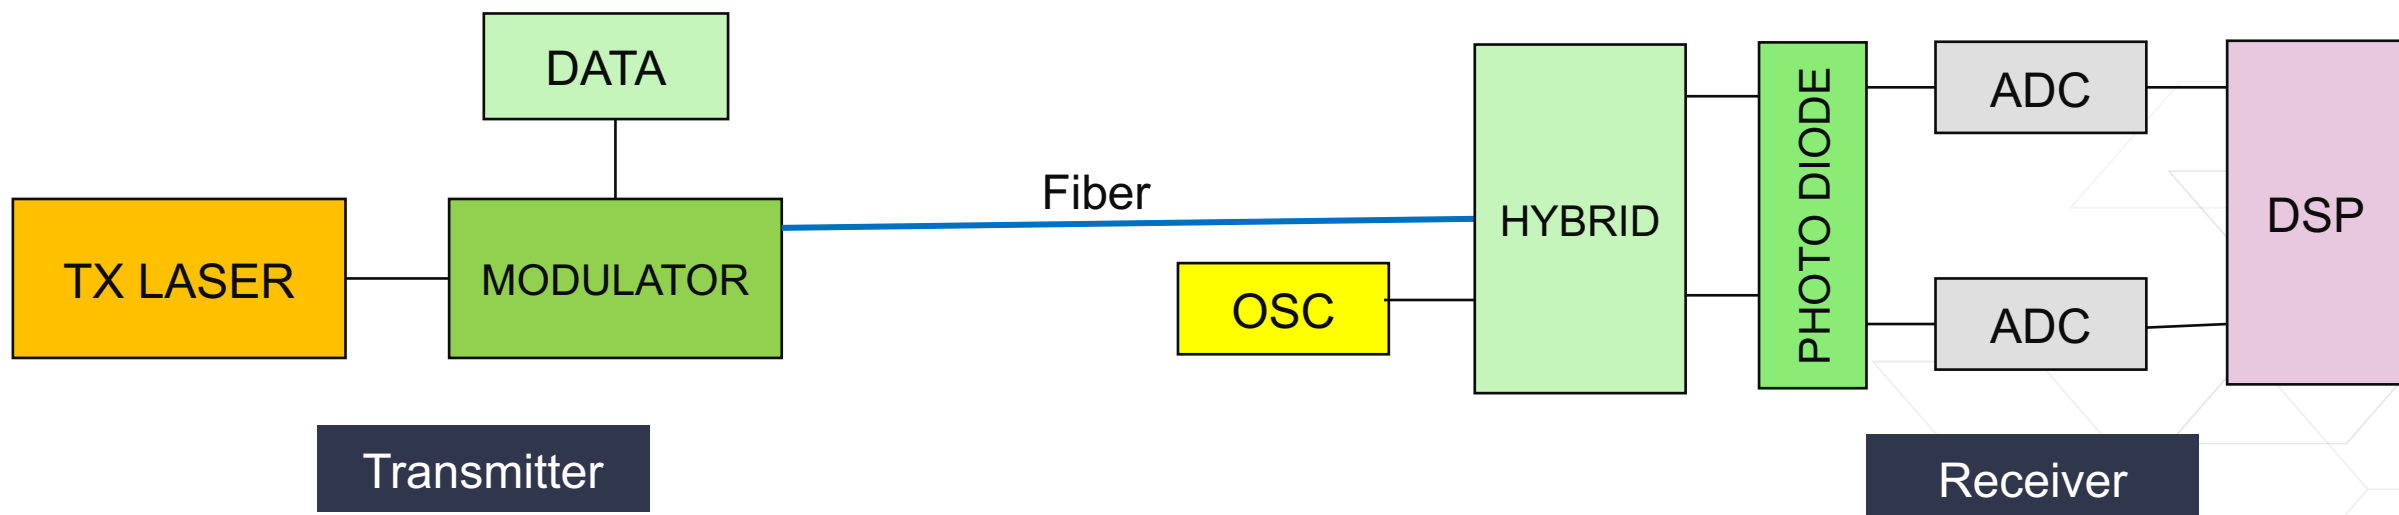 DATA
TX LASER
MODULATOR
Fiber
OSC
HYBRID
PHOTO DIODE
ADC
ADC
DSP
Transmitter
Receiver